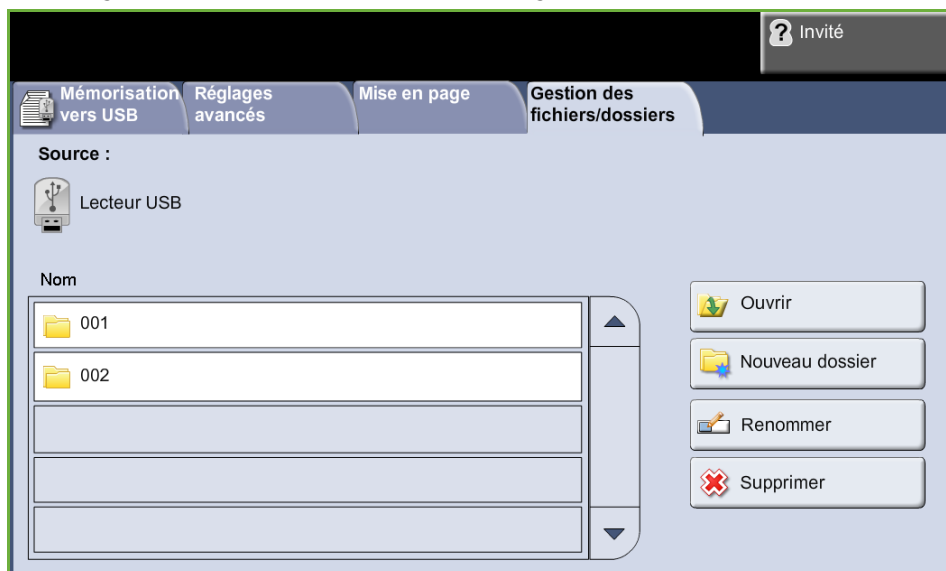 Invité
Mémorisation vers USB
Réglages avancés
Mise en page
Gestion des fichiers/dossiers
Source :
Lecteur USB
Nom
001
002
Ouvrir
Nouveau dossier
Renommer
Supprimer